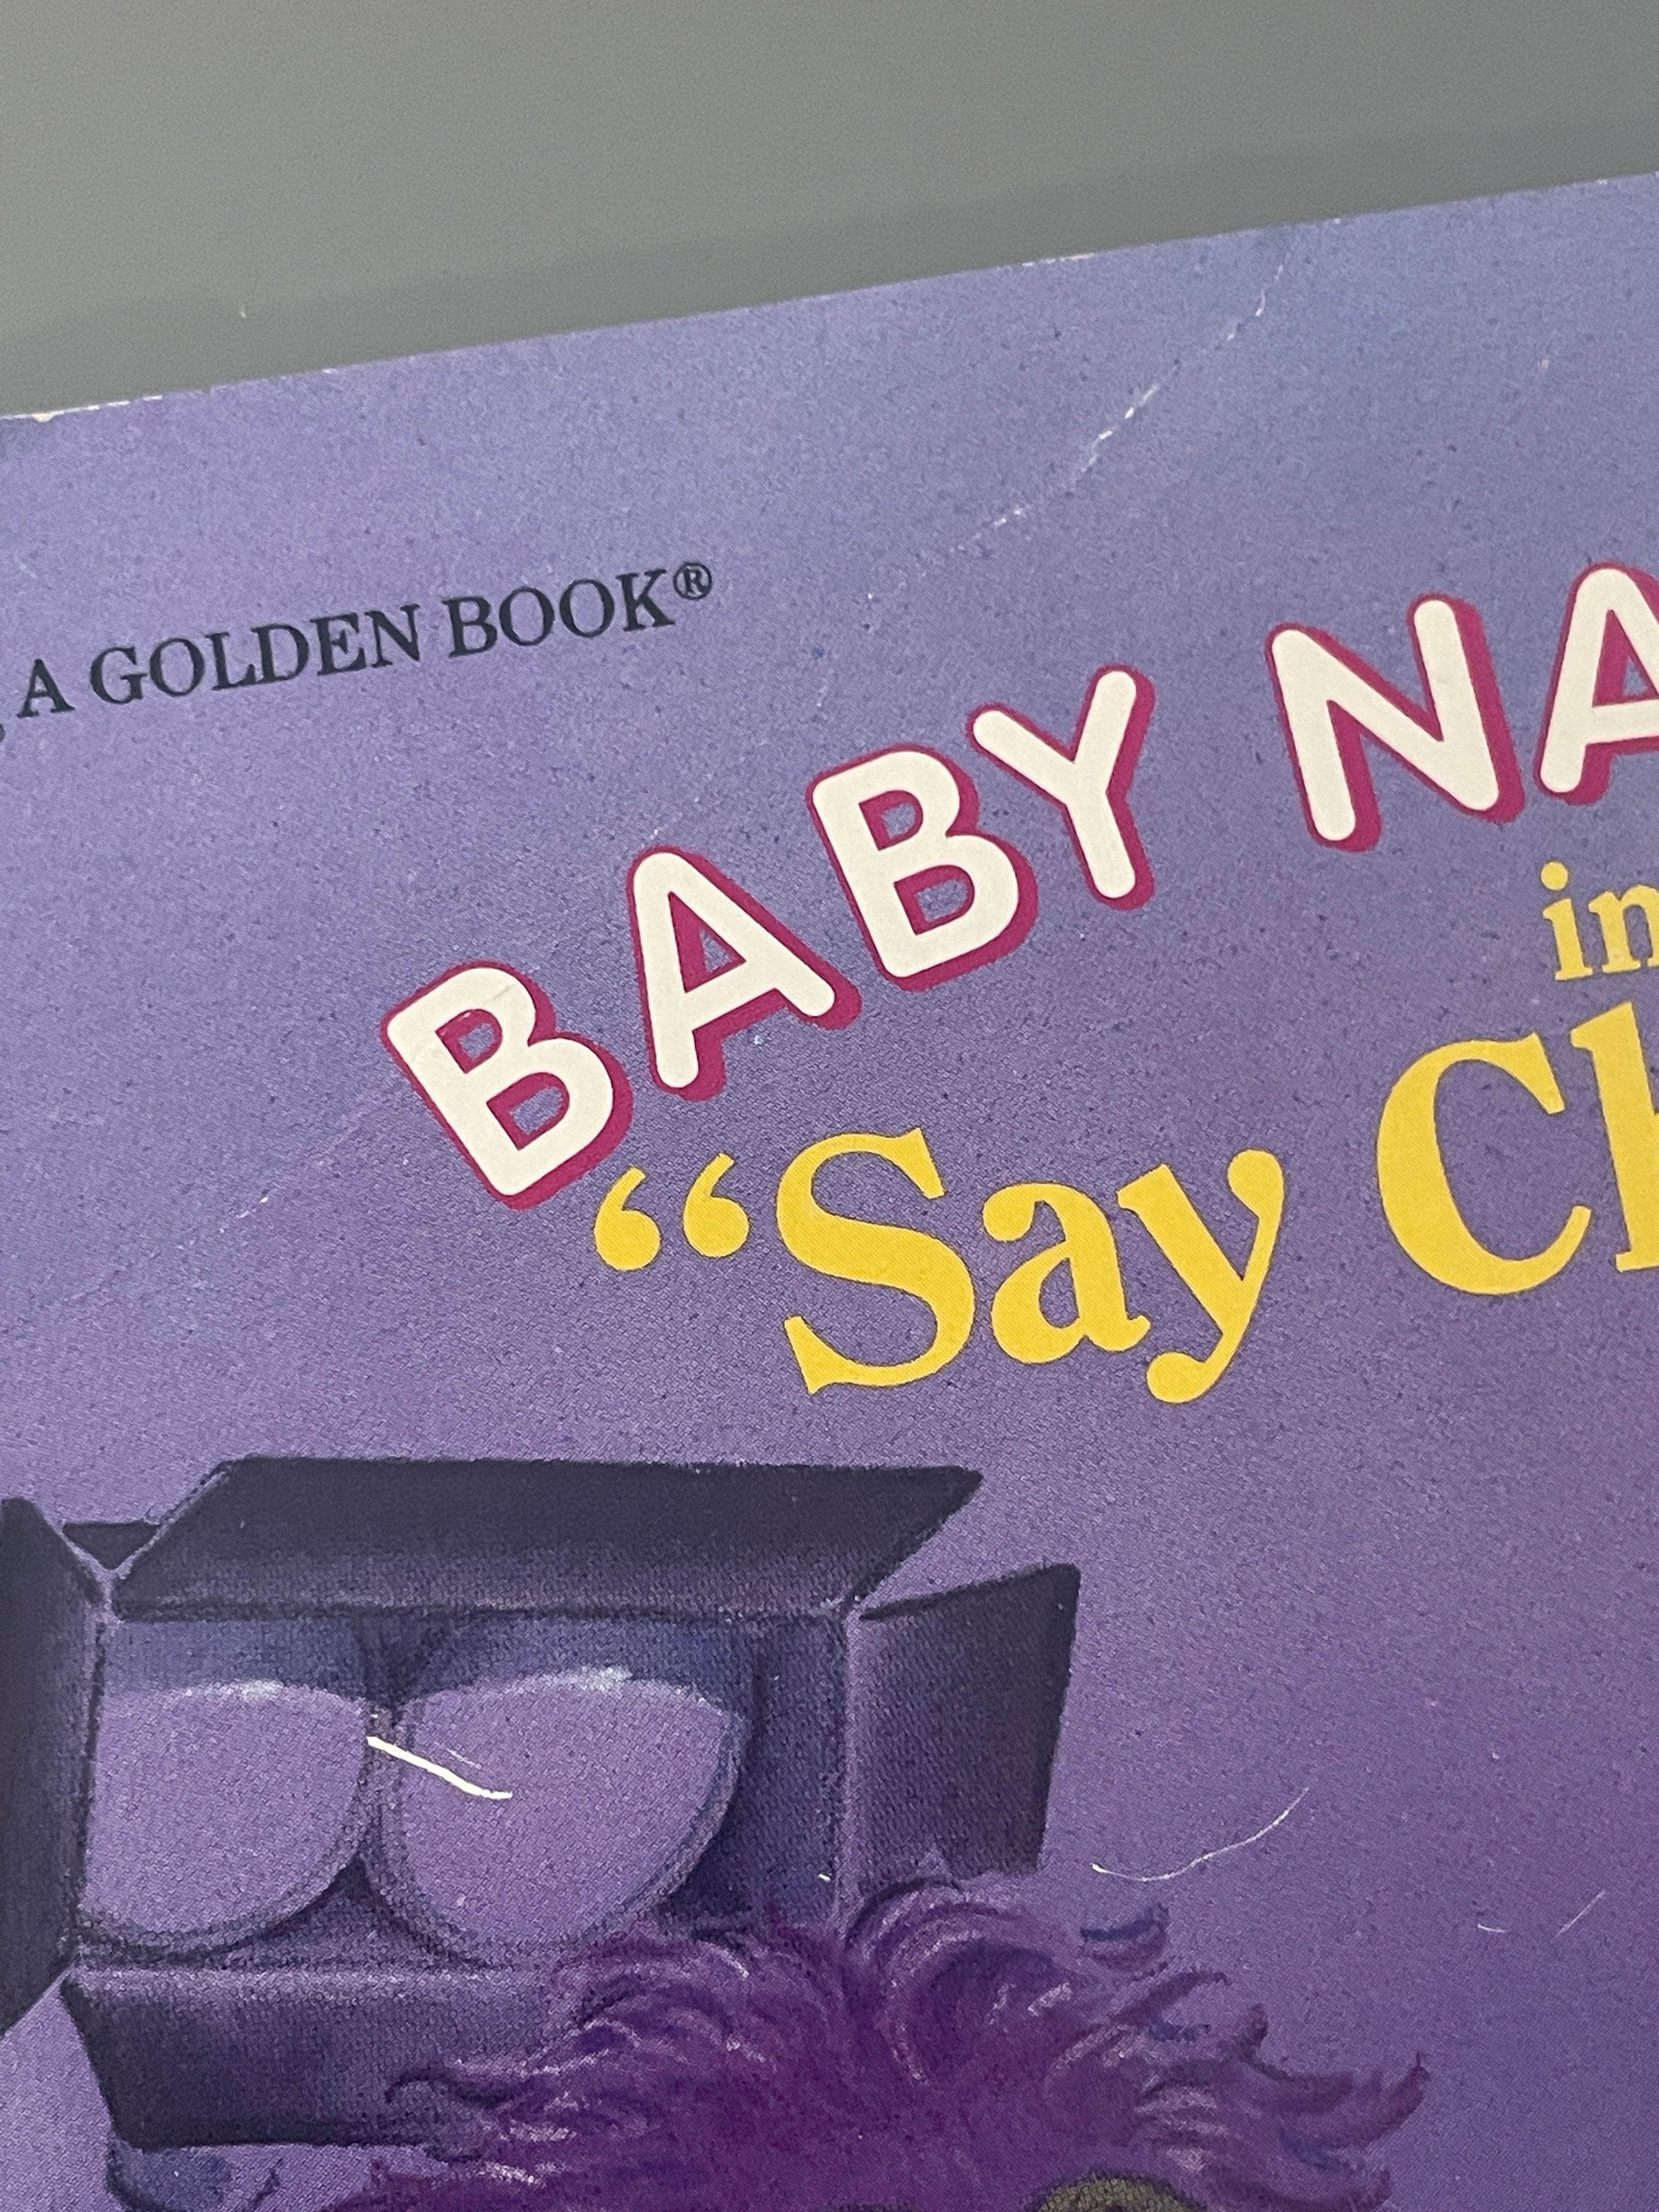 A GOLDEN BOOK®
BABY NA
in
“Say Ch